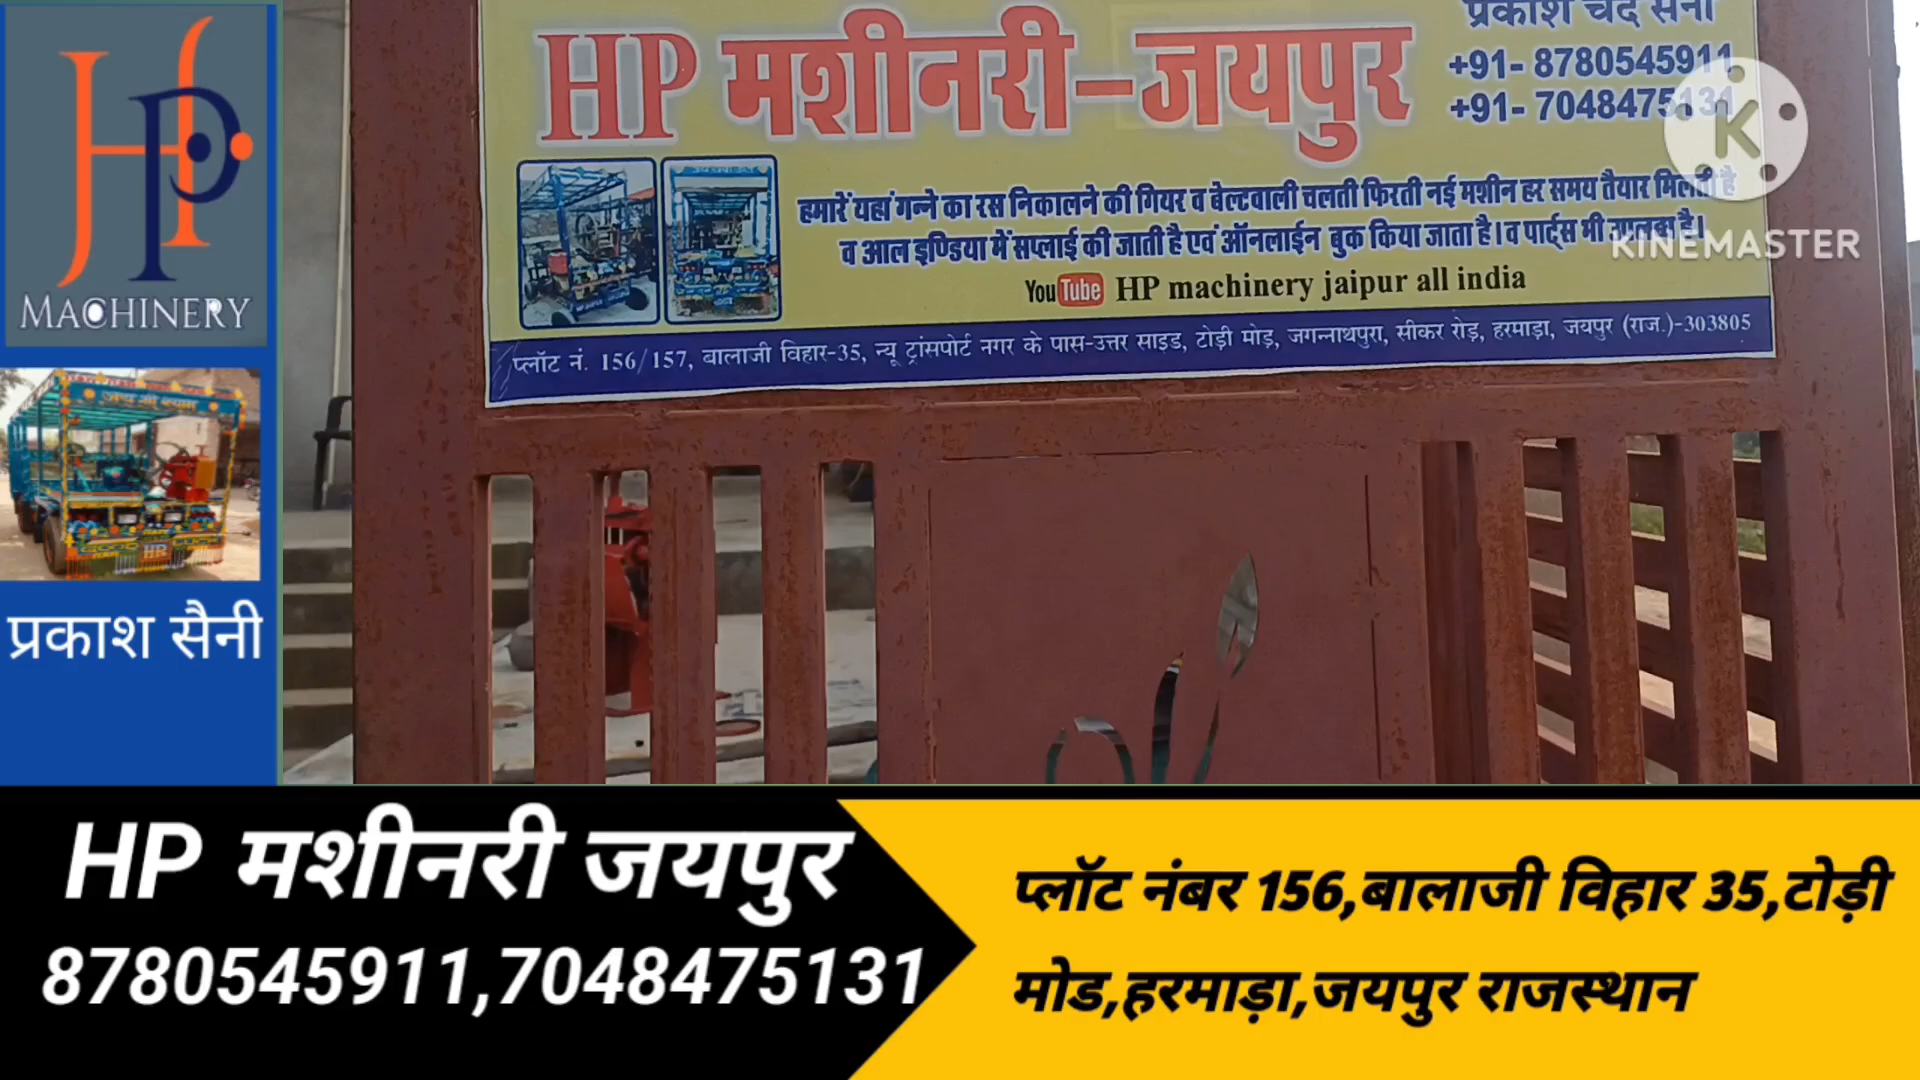 HP
MACHINERY
प्रकाश सैनी
प्रकाश चंद सैनी
HP मशीनरी–जयपुर
+91- 8780545911
+91- 7048475131
हमारें यहां गन्ने का रस निकालने की गियर व बेल्टवाली चलती फिरती नई मशीन हर समय तैयार मिलती है
व आल इण्डिया में सप्लाई की जाती है एवं ऑनलाईन बुक किया जाता है। व पार्ट्स भी उपलब्ध है।
YouTube HP machinery jaipur all india
प्लॉट नं. 156/157, बालाजी विहार-35, न्यू ट्रांसपोर्ट नगर के पास-उत्तर साइड, टोड़ी मोड़, जगन्नाथपुरा, सीकर रोड़, हरमाड़ा, जयपुर (राज.)-303805
K
KINEMASTER
HP मशीनरी जयपुर
8780545911,7048475131
प्लॉट नंबर 156,बालाजी विहार 35,टोड़ी
मोड,हरमाड़ा,जयपुर राजस्थान